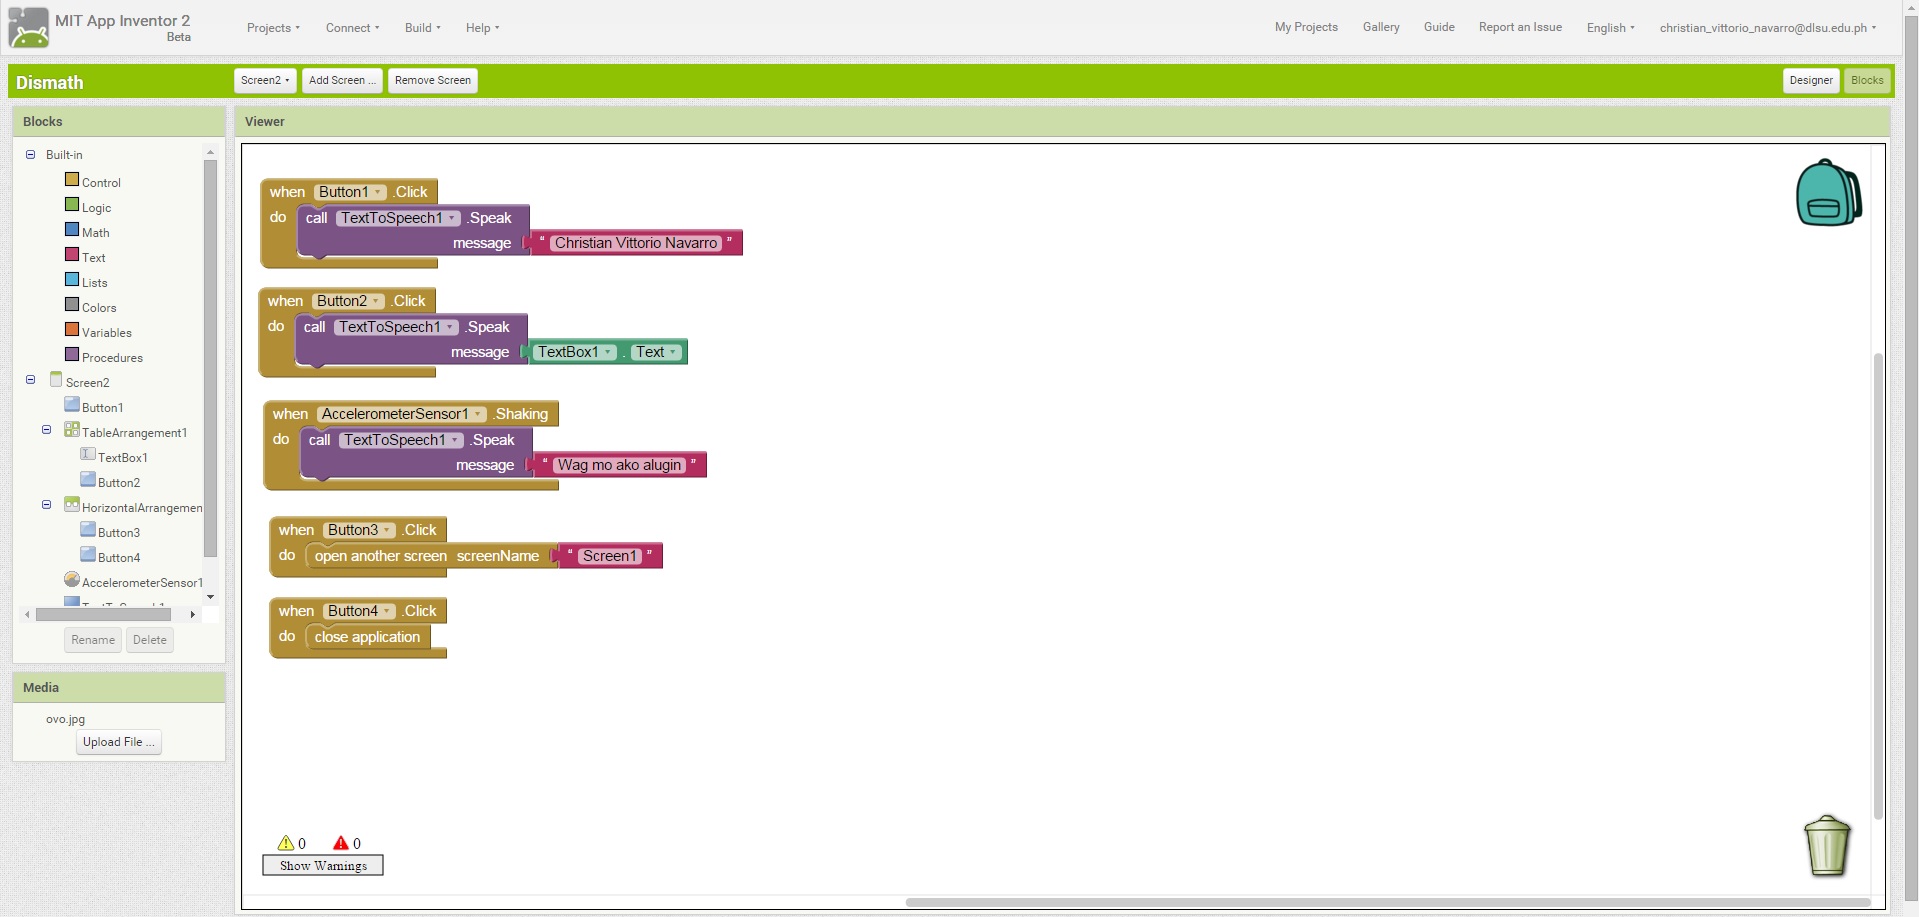 MIT App Inventor 2
Beta
Projects Connect Build Help
My Projects Gallery Guide Report an Issue English christian_vittorio_navarro@dlsu.edu.ph
Dismath
Screen2 Add Screen ... Remove Screen
Designer Blocks
Blocks
Built-in
Control
Logic
Math
Text
Lists
Colors
Variables
Procedures
Screen2
Button1
TableArrangement1
TextBox1
Button2
HorizontalArrangemen
Button3
Button4
AccelerometerSensor1
Rename Delete
Media
ovo.jpg
Upload File ...
Viewer
when Button1 .Click
do call TextToSpeech1 .Speak
message “ Christian Vittorio Navarro ”
when Button2 .Click
do call TextToSpeech1 .Speak
message TextBox1 . Text
when AccelerometerSensor1 .Shaking
do call TextToSpeech1 .Speak
message “ Wag mo ako alugin ”
when Button3 .Click
do open another screen screenName “ Screen1 ”
when Button4 .Click
do close application
0 0
Show Warnings